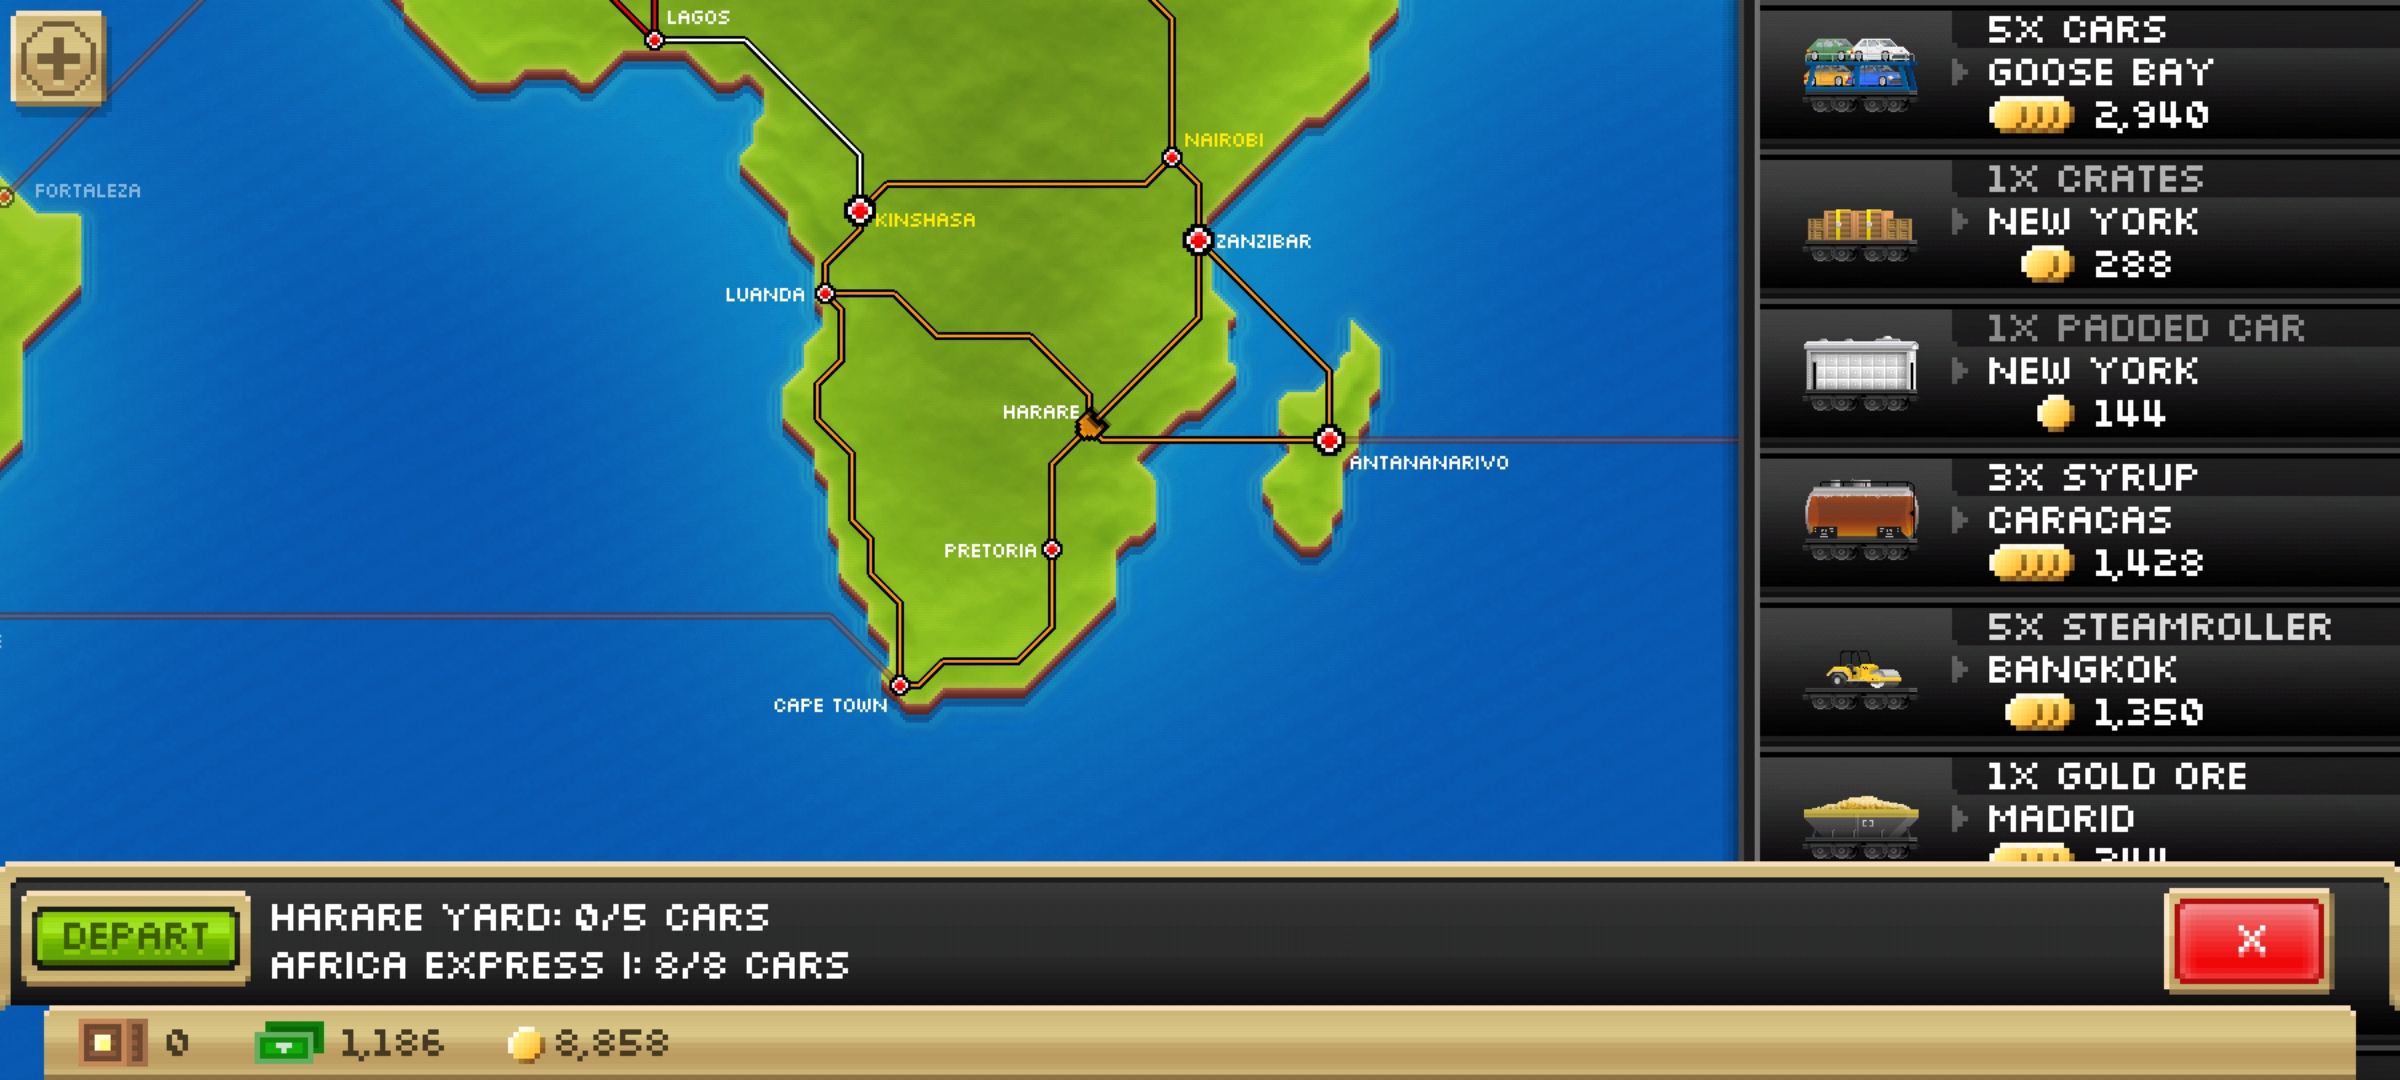 LAGOS
FORTALEZA
NAIROBI
KINSHASA
ZANZIBAR
LUANDA
HARARE
ANTANANARIVO
PRETORIA
CAPE TOWN
5X CARS
GOOSE BAY
2,940
1X CRATES
NEW YORK
288
1X PADDED CAR
NEW YORK
144
3X SYRUP
CARACAS
1,428
5X STEAMROLLER
BANGKOK
1,350
1X GOLD ORE
MADRID
DEPART
HARARE YARD: 0/5 CARS
AFRICA EXPRESS I: 8/8 CARS
X
0
1,186
8,858